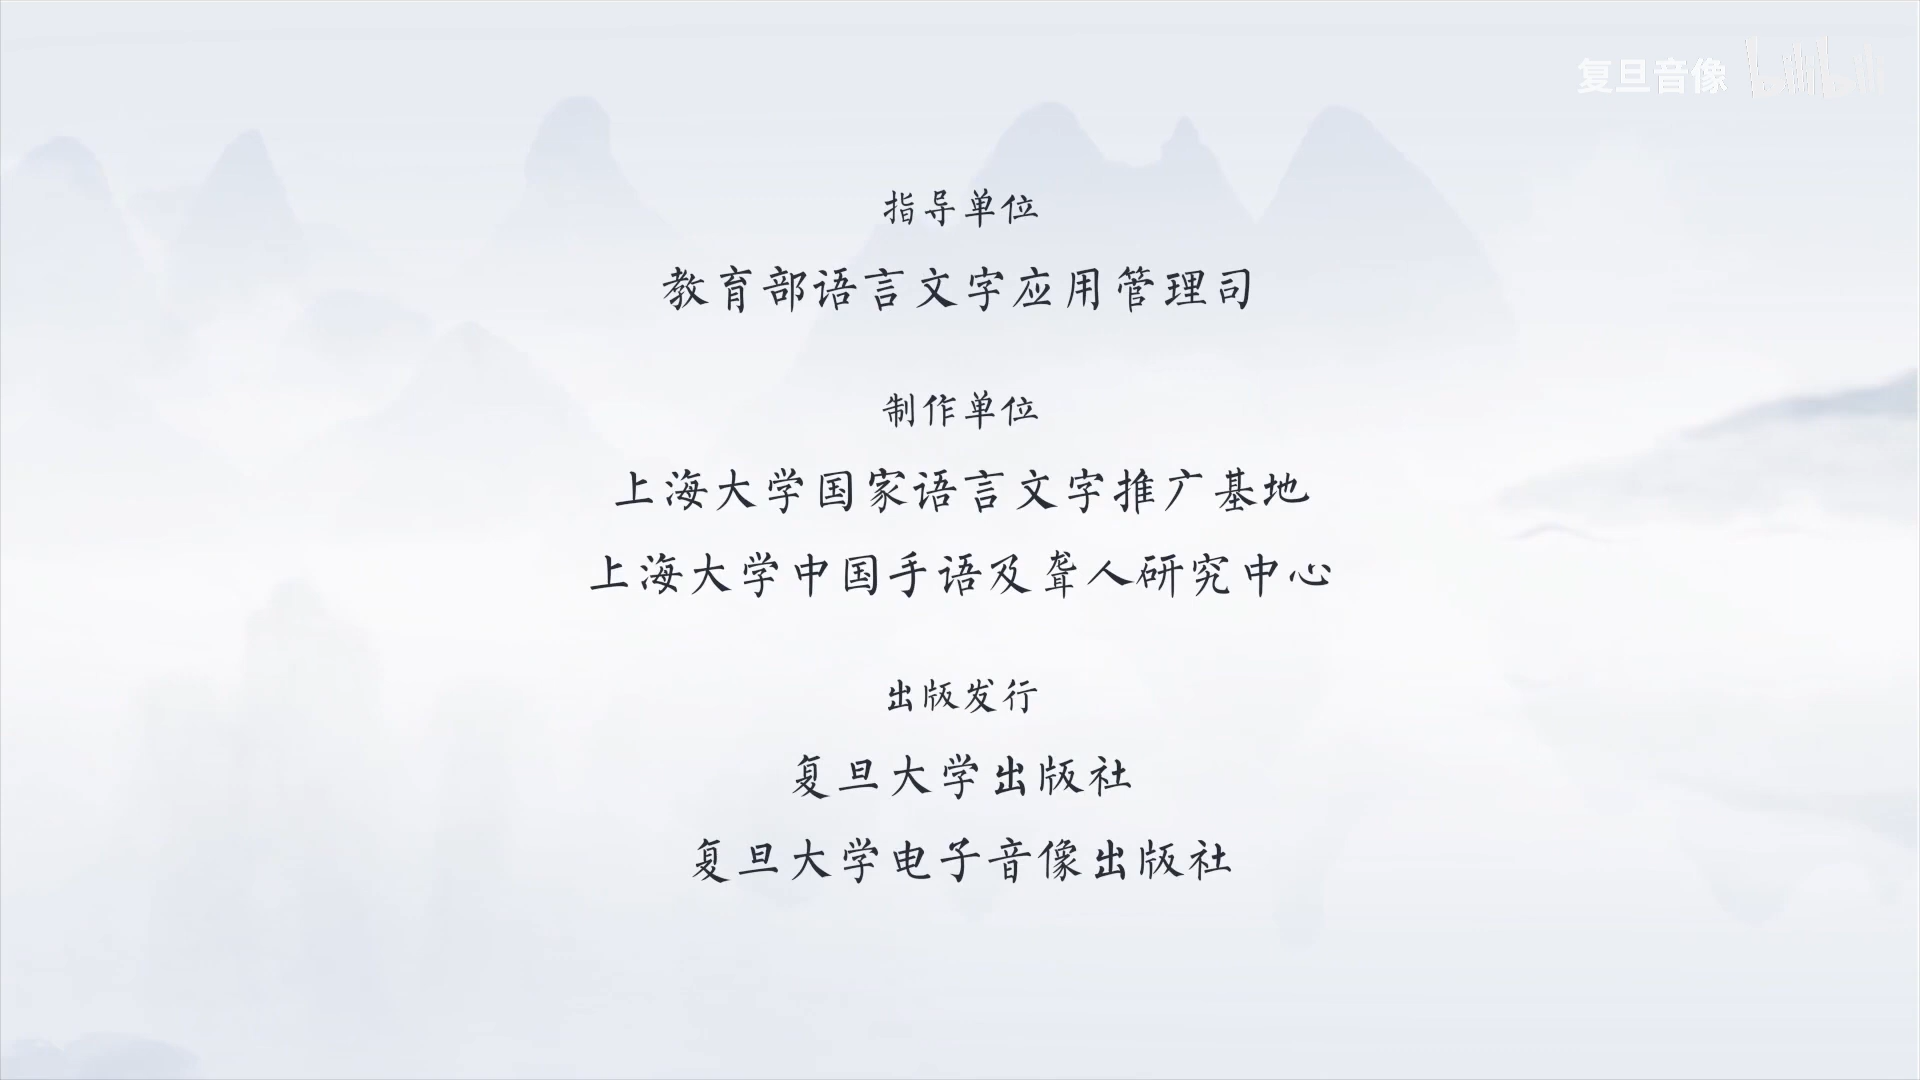 复旦音像 bilibili
指导单位
教育部语言文字应用管理司
制作单位
上海大学国家语言文字推广基地
上海大学中国手语及聋人研究中心
出版发行
复旦大学出版社
复旦大学电子音像出版社